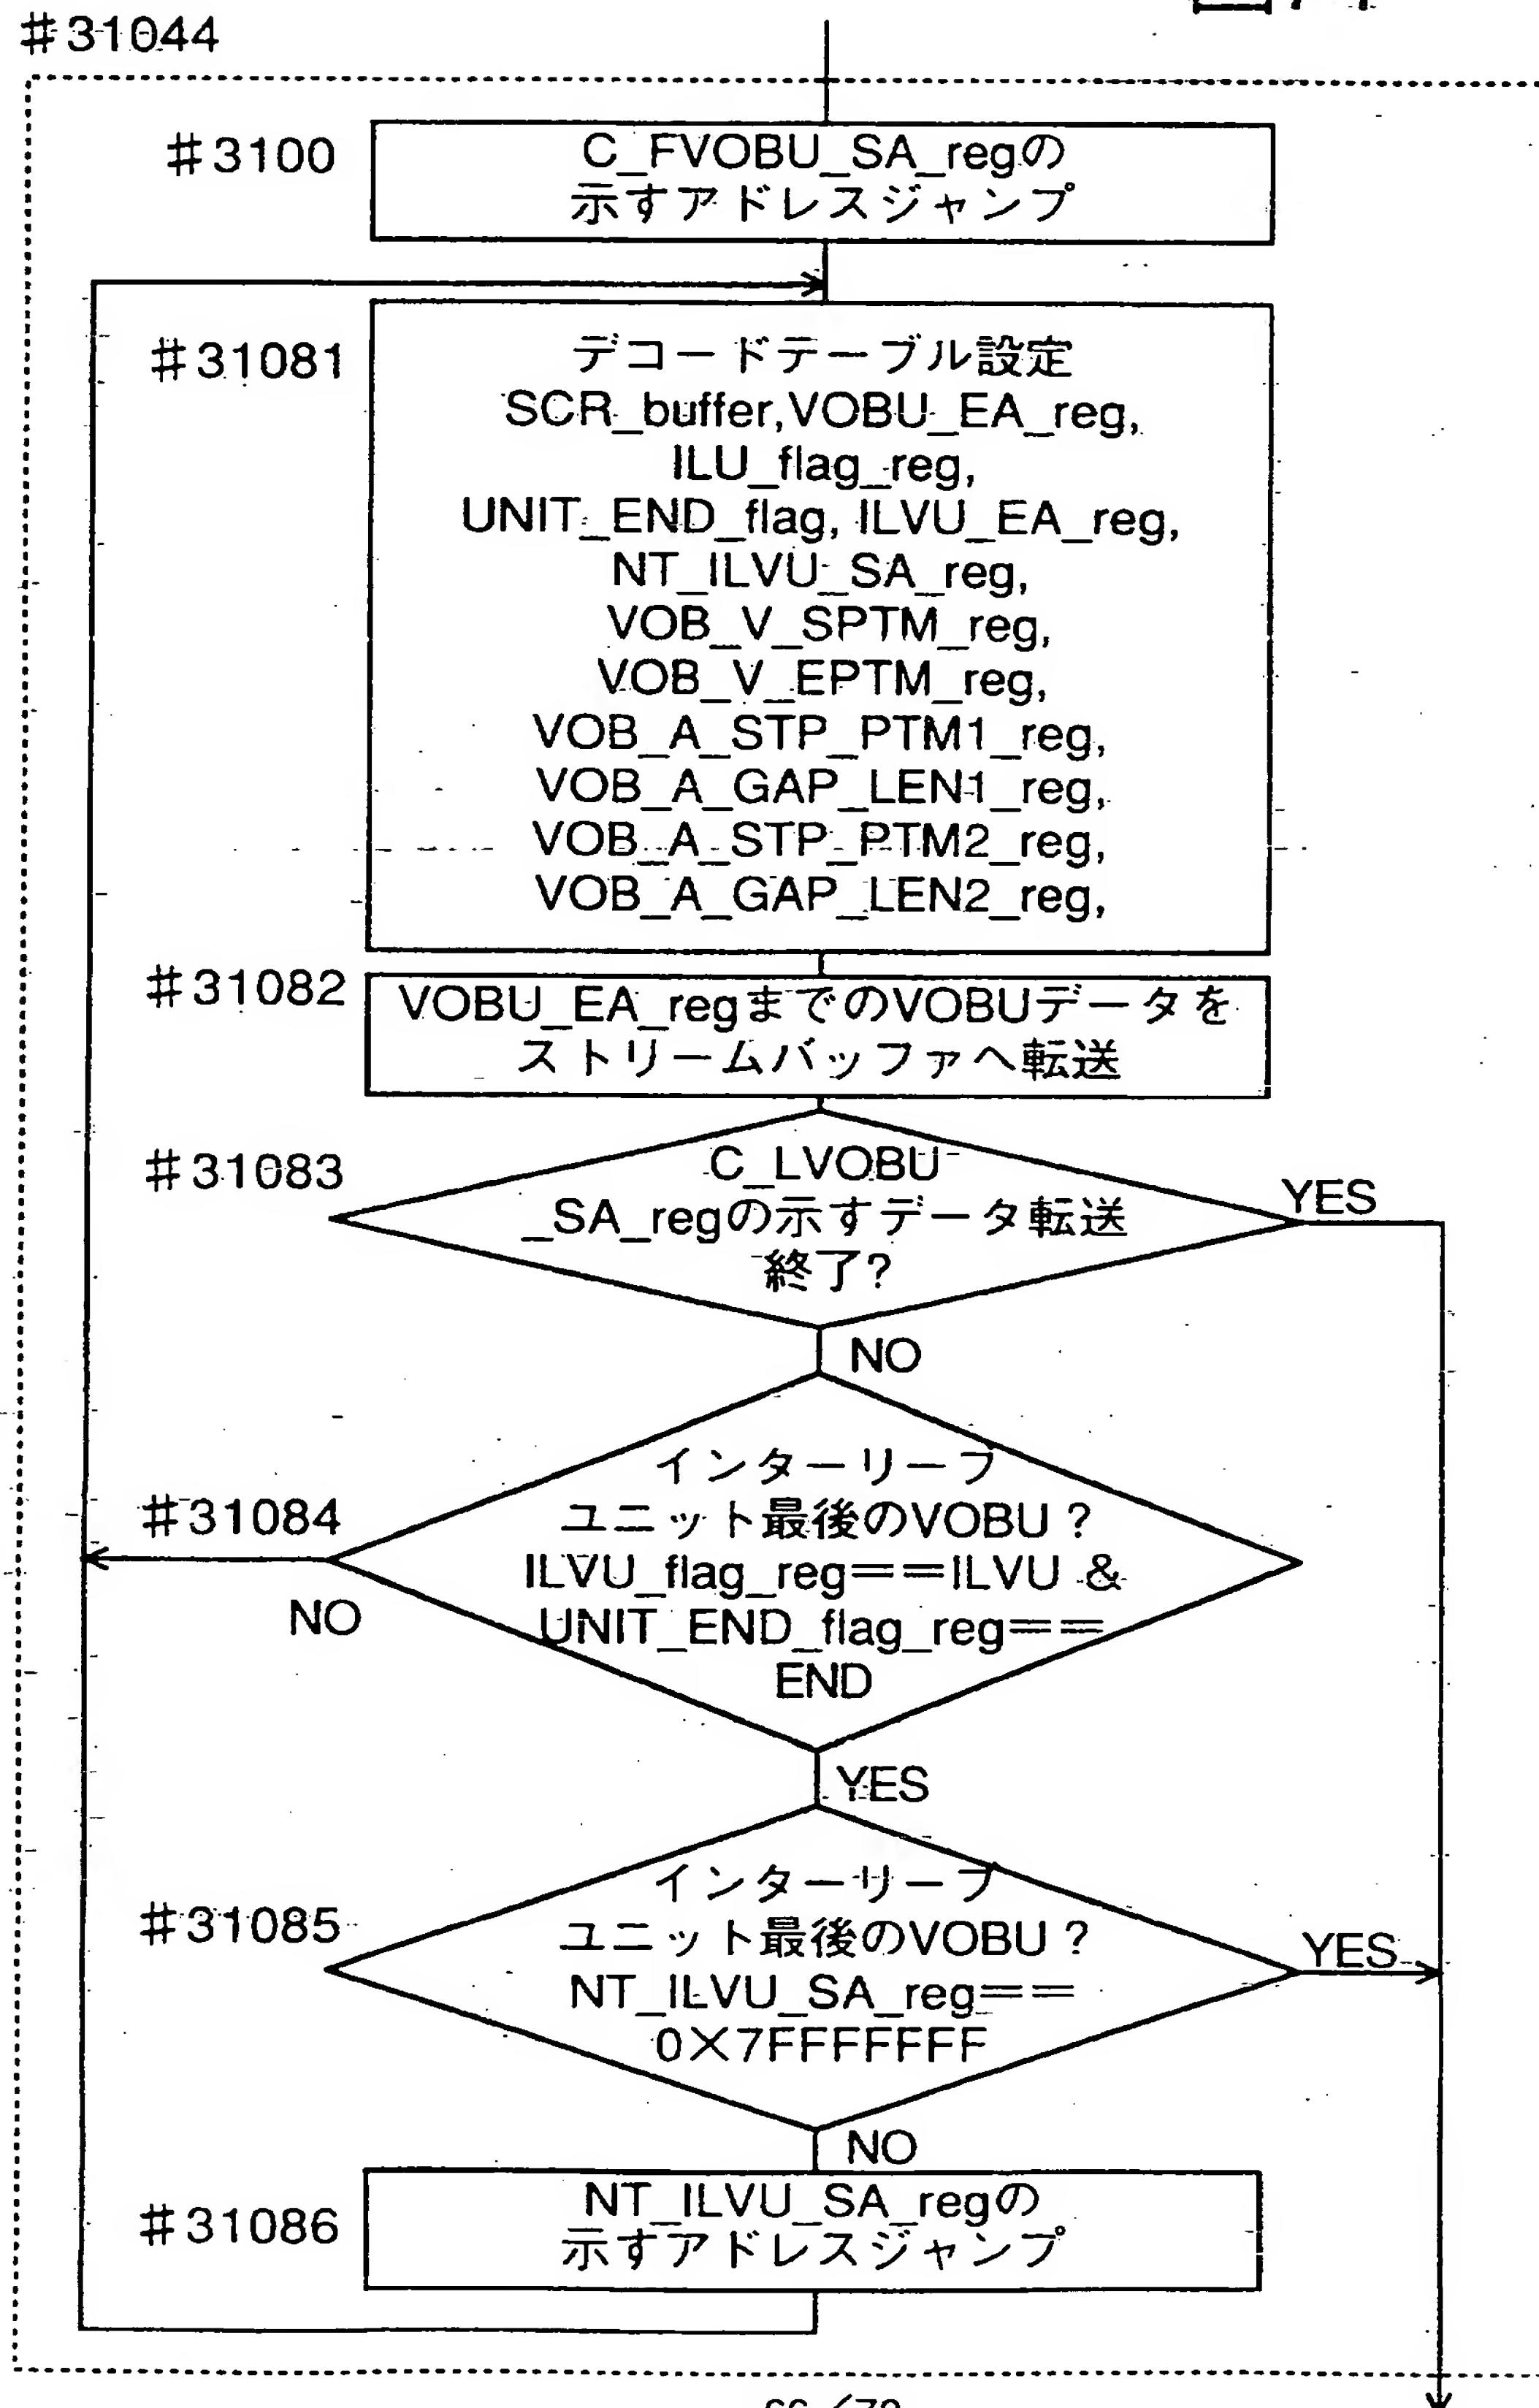 #31044
#3100
C_FVOBU_SA_regの
示すアドレスジャンプ
#31081
デコードテーブル設定
SCR_buffer,VOBU_EA_reg,
ILU_flag_reg,
UNIT_END_flag, ILVU_EA_reg,
NT_ILVU_SA_reg,
VOB_V_SPTM_reg,
VOB_V_EPTM_reg,
VOB_A_STP_PTM1_reg,
VOB_A_GAP_LEN1_reg,
VOB_A_STP_PTM2_reg,
VOB_A_GAP_LEN2_reg,
#31082
VOBU_EA_regまでのVOBUデータを
ストリームバッファへ転送
#31083
C_LVOBU
_SA_regの示すデータ転送
終了?
YES
NO
#31084
インターリーブ
ユニット最後のVOBU?
ILVU_flag_reg==ILVU &
UNIT_END_flag_reg==
END
NO
YES
#31085
インターリーブ
ユニット最後のVOBU?
NT_ILVU_SA_reg==
0X7FFFFFFF
YES
NO
#31086
NT_ILVU_SA_regの
示すアドレスジャンプ